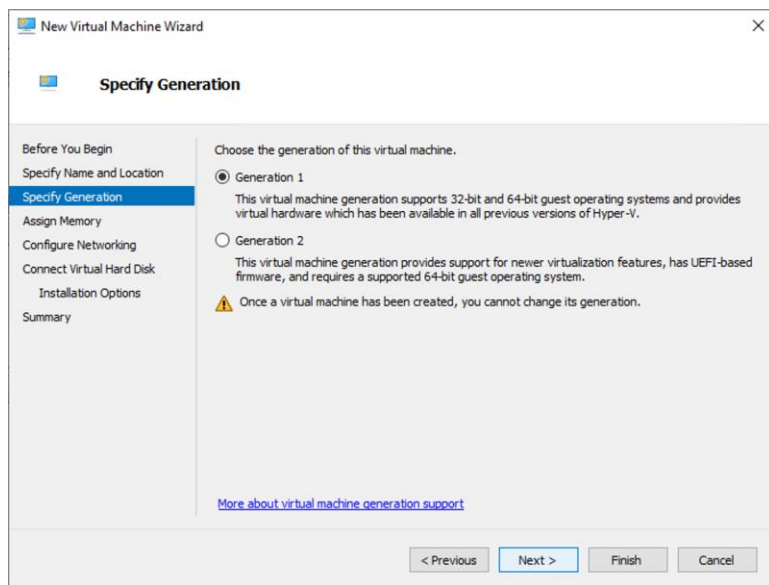 New Virtual Machine Wizard
Specify Generation
Before You Begin
Specify Name and Location
Specify Generation
Assign Memory
Configure Networking
Connect Virtual Hard Disk
Installation Options
Summary
Choose the generation of this virtual machine.
Generation 1
This virtual machine generation supports 32-bit and 64-bit guest operating systems and provides
virtual hardware which has been available in all previous versions of Hyper-V.
Generation 2
This virtual machine generation provides support for newer virtualization features, has UEFI-based
firmware, and requires a supported 64-bit guest operating system.
Once a virtual machine has been created, you cannot change its generation.
More about virtual machine generation support
< Previous
Next >
Finish
Cancel